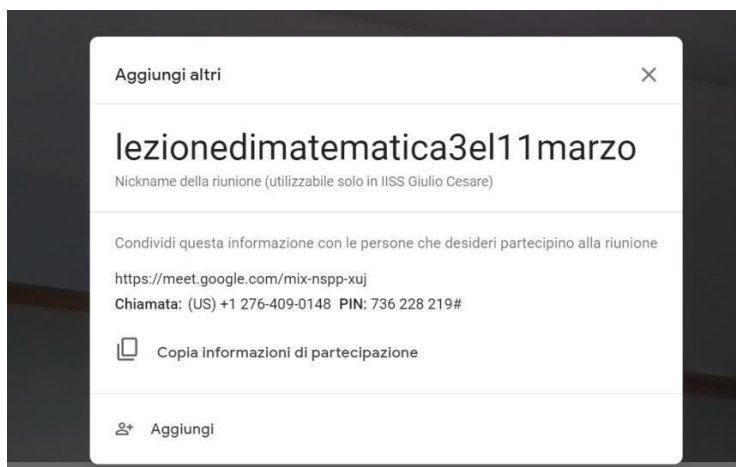 Aggiungi altri
lezionedimatematica3el11marzo
Nickname della riunione (utilizzabile solo in IISS Giulio Cesare)
Condividi questa informazione con le persone che desideri partecipino alla riunione
https://meet.google.com/mix-nspp-xuj
Chiamata: (US) +1 276-409-0148 PIN: 736 228 219#
Copia informazioni di partecipazione
Aggiungi